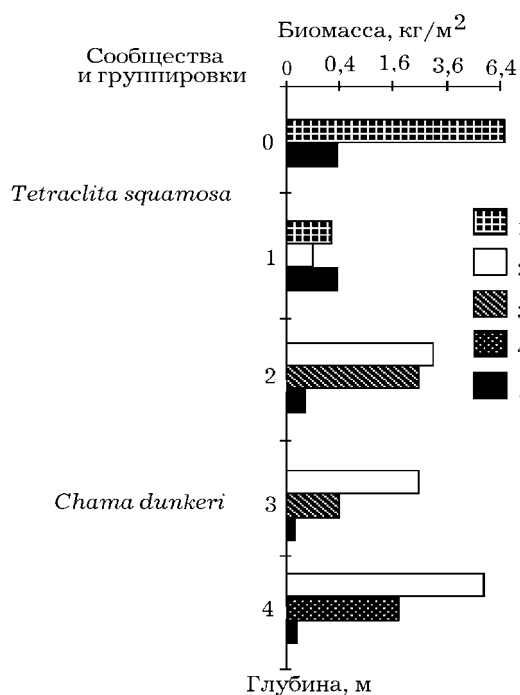 Биомасса, кг/м²
Сообщества
и группировки
0 0,4 1,6 3,6 6,4
0
Tetraclita squamosa
1
2
3
Chama dunkeri
4
Глубина, м